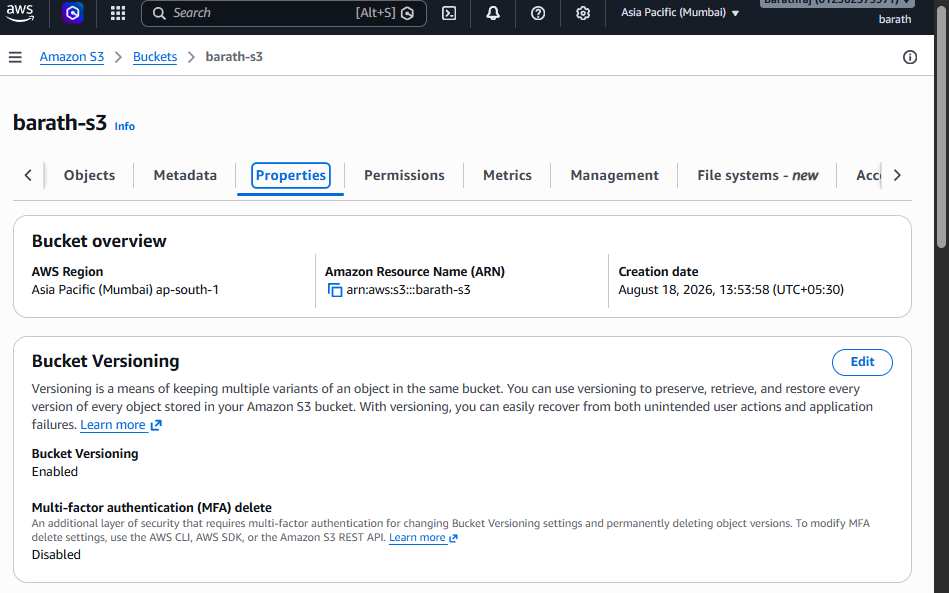 aws
Search
[Alt+S]
Asia Pacific (Mumbai)
barath
Amazon S3 > Buckets > barath-s3
barath-s3 Info
Objects
Metadata
Properties
Permissions
Metrics
Management
File systems - new
Bucket overview
AWS Region
Asia Pacific (Mumbai) ap-south-1
Amazon Resource Name (ARN)
arn:aws:s3:::barath-s3
Creation date
August 18, 2026, 13:53:58 (UTC+05:30)
Bucket Versioning
Edit
Versioning is a means of keeping multiple variants of an object in the same bucket. You can use versioning to preserve, retrieve, and restore every
version of every object stored in your Amazon S3 bucket. With versioning, you can easily recover from both unintended user actions and application
failures. Learn more
Bucket Versioning
Enabled
Multi-factor authentication (MFA) delete
An additional layer of security that requires multi-factor authentication for changing Bucket Versioning settings and permanently deleting object versions. To modify MFA
delete settings, use the AWS CLI, AWS SDK, or the Amazon S3 REST API. Learn more
Disabled